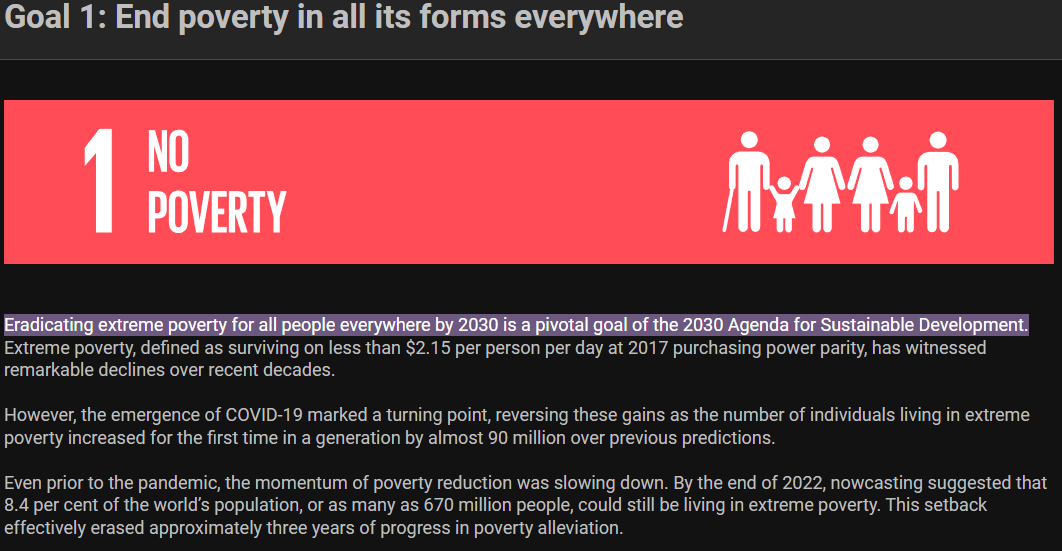 Goal 1: End poverty in all its forms everywhere
1 NO
POVERTY
Eradicating extreme poverty for all people everywhere by 2030 is a pivotal goal of the 2030 Agenda for Sustainable Development.
Extreme poverty, defined as surviving on less than $2.15 per person per day at 2017 purchasing power parity, has witnessed
remarkable declines over recent decades.
However, the emergence of COVID-19 marked a turning point, reversing these gains as the number of individuals living in extreme
poverty increased for the first time in a generation by almost 90 million over previous predictions.
Even prior to the pandemic, the momentum of poverty reduction was slowing down. By the end of 2022, nowcasting suggested that
8.4 per cent of the world’s population, or as many as 670 million people, could still be living in extreme poverty. This setback
effectively erased approximately three years of progress in poverty alleviation.